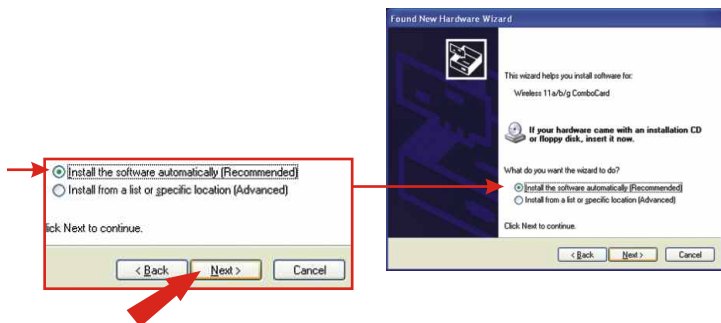 Found New Hardware Wizard
This wizard helps you install software for:
Wireless 11a/b/g ComboCard
If your hardware came with an installation CD
or floppy disk, insert it now.
What do you want the wizard to do?
Install the software automatically (Recommended)
Install from a list or specific location (Advanced)
Click Next to continue.
< Back Next > Cancel
Install the software automatically (Recommended)
Install from a list or specific location (Advanced)
lick Next to continue.
< Back Next > Cancel